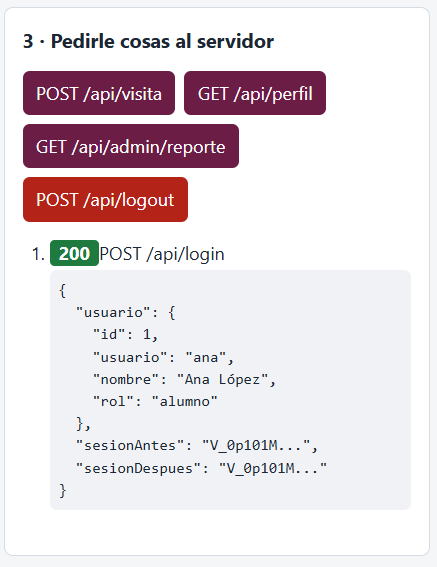 3 · Pedirle cosas al servidor
POST /api/visita
GET /api/perfil
GET /api/admin/reporte
POST /api/logout
1. 200 POST /api/login
{
  "usuario": {
    "id": 1,
    "usuario": "ana",
    "nombre": "Ana López",
    "rol": "alumno"
  },
  "sesionAntes": "V_0p101M...",
  "sesionDespues": "V_0p101M..."
}